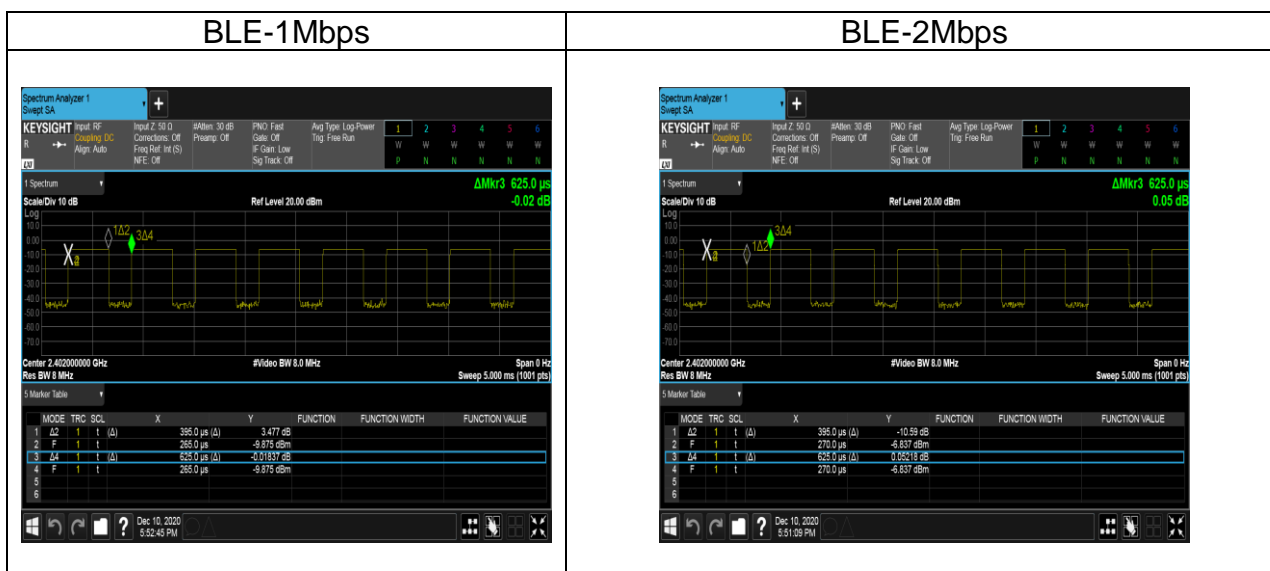 BLE-1Mbps
BLE-2Mbps
Spectrum Analyzer 1
Swept SA
+
KEYSIGHT Input: RF Input Z: 50 Ω #Atten: 30 dB PNO: Fast Avg Type: Log-Power 1 2 3 4 5 6
R Coupling: DC Corrections: Off Preamp: Off Gate: Off Trig: Free Run W W W W W W
Align: Auto Freq Ref: Int (S) IF Gain: Low
LXI NFE: Off Sig Track: Off P N N N N N
1 Spectrum ΔMkr3 625.0 µs
Scale/Div 10 dB Ref Level 20.00 dBm -0.02 dB
Log
10.0
0.00
-10.0
-20.0
-30.0
-40.0
-50.0
-60.0
-70.0
1Δ2 3Δ4
Center 2.402000000 GHz #Video BW 8.0 MHz Span 0 Hz
Res BW 8 MHz Sweep 5.000 ms (1001 pts)
5 Marker Table
MODE TRC SCL X Y FUNCTION FUNCTION WIDTH FUNCTION VALUE
1 Δ2 1 t (Δ) 395.0 µs (Δ) 3.477 dB
2 F 1 t 265.0 µs -9.875 dBm
3 Δ4 1 t (Δ) 625.0 µs (Δ) -0.01837 dB
4 F 1 t 265.0 µs -9.875 dBm
5
6
? Dec 10, 2020
5:52:45 PM
Spectrum Analyzer 1
Swept SA
+
KEYSIGHT Input: RF Input Z: 50 Ω #Atten: 30 dB PNO: Fast Avg Type: Log-Power 1 2 3 4 5 6
R Coupling: DC Corrections: Off Preamp: Off Gate: Off Trig: Free Run W W W W W W
Align: Auto Freq Ref: Int (S) IF Gain: Low
LXI NFE: Off Sig Track: Off P N N N N N
1 Spectrum ΔMkr3 625.0 µs
Scale/Div 10 dB Ref Level 20.00 dBm 0.05 dB
Log
10.0
0.00
-10.0
-20.0
-30.0
-40.0
-50.0
-60.0
-70.0
1Δ2 3Δ4
Center 2.402000000 GHz #Video BW 8.0 MHz Span 0 Hz
Res BW 8 MHz Sweep 5.000 ms (1001 pts)
5 Marker Table
MODE TRC SCL X Y FUNCTION FUNCTION WIDTH FUNCTION VALUE
1 Δ2 1 t (Δ) 395.0 µs (Δ) -10.59 dB
2 F 1 t 270.0 µs -6.837 dBm
3 Δ4 1 t (Δ) 625.0 µs (Δ) 0.05218 dB
4 F 1 t 270.0 µs -6.837 dBm
5
6
? Dec 10, 2020
5:51:09 PM